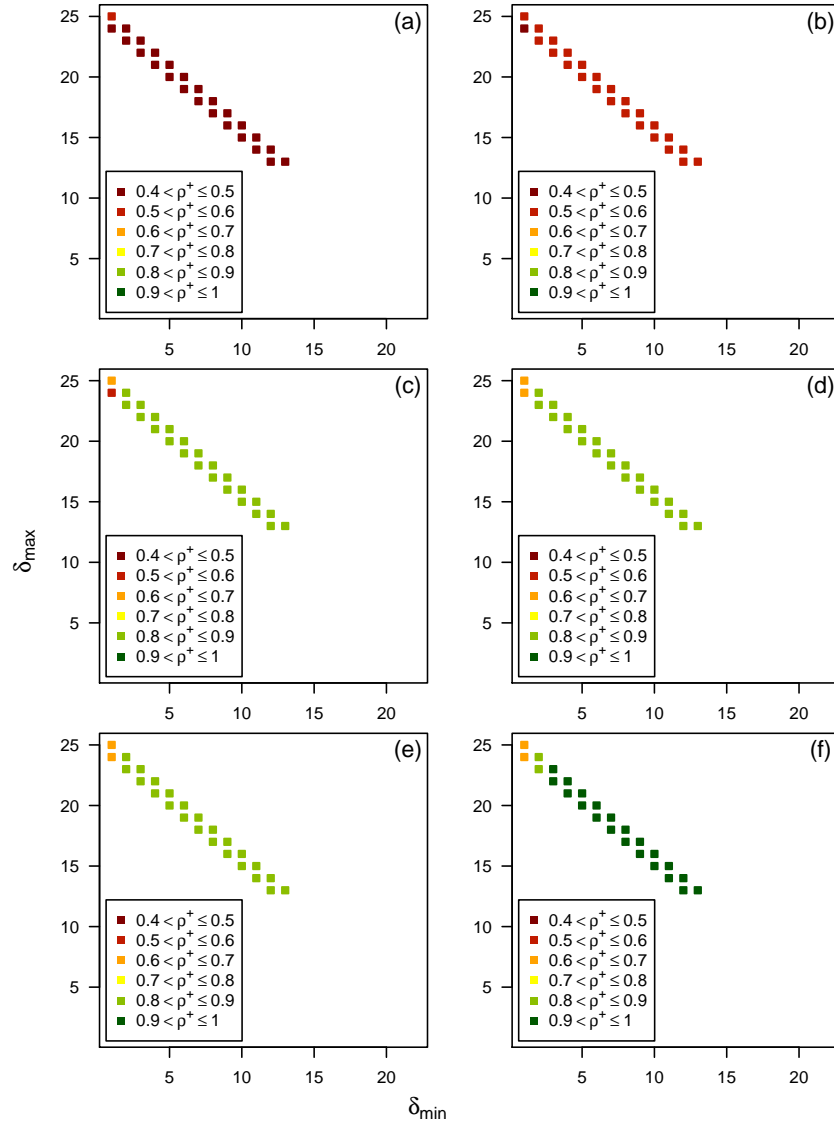 (a)
25
20
15
10
5
0.4 < ρ⁺ ≤ 0.5
0.5 < ρ⁺ ≤ 0.6
0.6 < ρ⁺ ≤ 0.7
0.7 < ρ⁺ ≤ 0.8
0.8 < ρ⁺ ≤ 0.9
0.9 < ρ⁺ ≤ 1
5 10 15 20
(b)
25
20
15
10
5
0.4 < ρ⁺ ≤ 0.5
0.5 < ρ⁺ ≤ 0.6
0.6 < ρ⁺ ≤ 0.7
0.7 < ρ⁺ ≤ 0.8
0.8 < ρ⁺ ≤ 0.9
0.9 < ρ⁺ ≤ 1
5 10 15 20
δmax
(c)
25
20
15
10
5
0.4 < ρ⁺ ≤ 0.5
0.5 < ρ⁺ ≤ 0.6
0.6 < ρ⁺ ≤ 0.7
0.7 < ρ⁺ ≤ 0.8
0.8 < ρ⁺ ≤ 0.9
0.9 < ρ⁺ ≤ 1
5 10 15 20
(d)
25
20
15
10
5
0.4 < ρ⁺ ≤ 0.5
0.5 < ρ⁺ ≤ 0.6
0.6 < ρ⁺ ≤ 0.7
0.7 < ρ⁺ ≤ 0.8
0.8 < ρ⁺ ≤ 0.9
0.9 < ρ⁺ ≤ 1
5 10 15 20
(e)
25
20
15
10
5
0.4 < ρ⁺ ≤ 0.5
0.5 < ρ⁺ ≤ 0.6
0.6 < ρ⁺ ≤ 0.7
0.7 < ρ⁺ ≤ 0.8
0.8 < ρ⁺ ≤ 0.9
0.9 < ρ⁺ ≤ 1
5 10 15 20
(f)
25
20
15
10
5
0.4 < ρ⁺ ≤ 0.5
0.5 < ρ⁺ ≤ 0.6
0.6 < ρ⁺ ≤ 0.7
0.7 < ρ⁺ ≤ 0.8
0.8 < ρ⁺ ≤ 0.9
0.9 < ρ⁺ ≤ 1
5 10 15 20
δmin